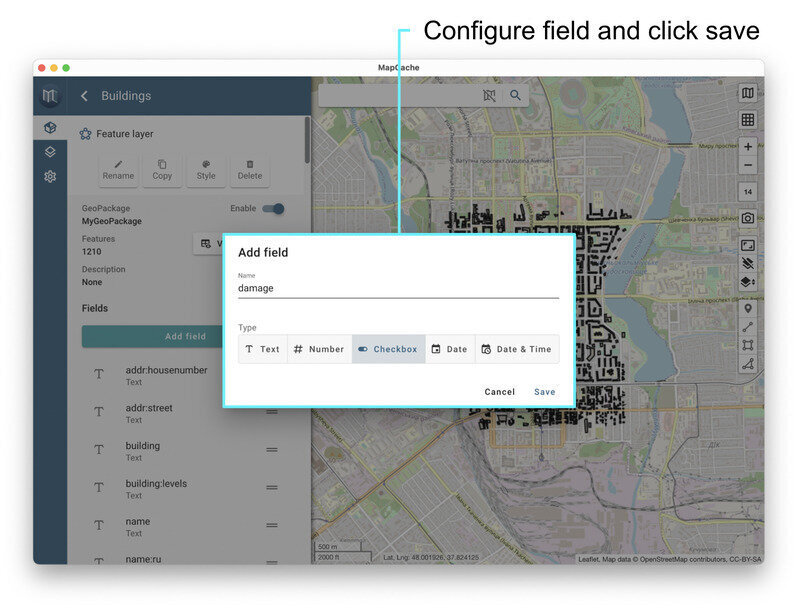 Configure field and click save
MapCache
Buildings
Feature layer
Rename
Copy
Style
Delete
GeoPackage
MyGeoPackage
Enable
Features
1210
V
Description
None
Fields
Add field
addr:housenumber
Text
addr:street
Text
building
Text
building:levels
Text
name
Text
name:ru
Add field
Name
damage
Type
Text
Number
Checkbox
Date
Date & Time
Cancel
Save
14
500 m
2000 ft
Lat, Lng: 48.001926, 37.824125
Leaflet, Map data © OpenStreetMap contributors, CC-BY-SA